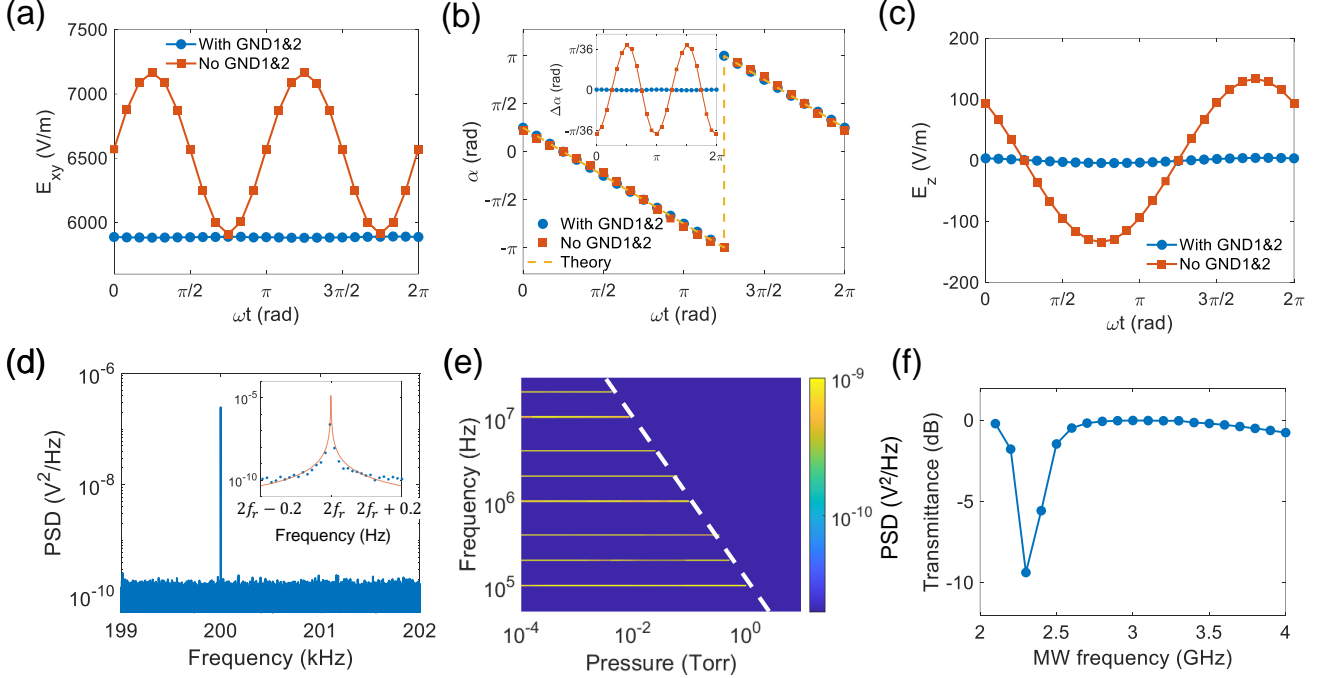 (a)
7500
7000
6500
6000
E_xy (V/m)
With GND1&2
No GND1&2
0
π/2
π
3π/2
2π
ωt (rad)
(b)
π
π/2
0
-π/2
-π
α (rad)
π/36
0
-π/36
Δα (rad)
0
π
2π
With GND1&2
No GND1&2
Theory
0
π/2
π
3π/2
2π
ωt (rad)
(c)
200
100
0
-100
-200
E_z (V/m)
With GND1&2
No GND1&2
0
π/2
π
3π/2
2π
ωt (rad)
(d)
10^-6
10^-8
10^-10
PSD (V²/Hz)
10^-5
10^-10
2f_r − 0.2
2f_r
2f_r + 0.2
Frequency (Hz)
199
200
201
202
Frequency (kHz)
(e)
10^7
10^6
10^5
Frequency (Hz)
10^-4
10^-2
10^0
Pressure (Torr)
10^-9
10^-10
PSD (V²/Hz)
(f)
0
-5
-10
Transmittance (dB)
2
2.5
3
3.5
4
MW frequency (GHz)